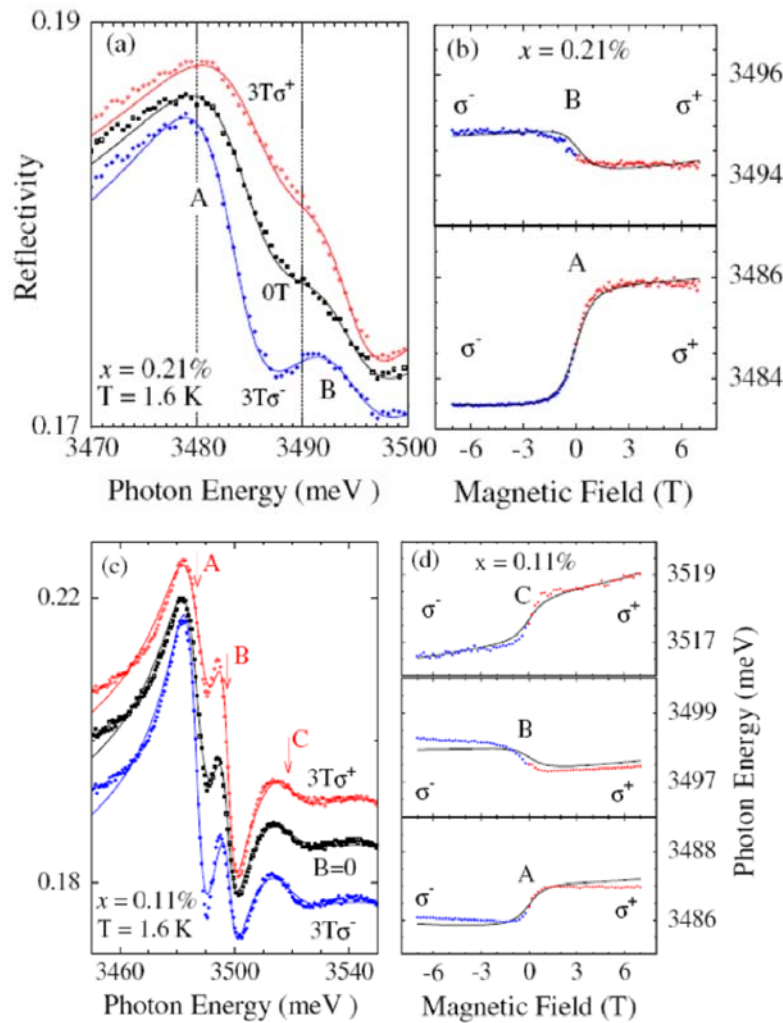 0.19
(a)
3Tσ⁺
A
0T
B
3Tσ⁻
x = 0.21%
T = 1.6 K
0.17
3470 3480 3490 3500
Photon Energy (meV )
Reflectivity
(b) x = 0.21%
3496
σ⁻ B σ⁺
3494
A
3486
σ⁻ σ⁺
3484
-6 -3 0 3 6
Magnetic Field (T)
(c)
A
0.22
B
C
3Tσ⁺
B=0
0.18
x = 0.11%
T = 1.6 K
3Tσ⁻
3460 3500 3540
Photon Energy (meV)
(d) x = 0.11%
3519
C
σ⁻ σ⁺
3517
3499
B
3497
σ⁻ σ⁺
3488
A
σ⁻ σ⁺
3486
-6 -3 0 3 6
Magnetic Field (T)
Photon Energy (meV)